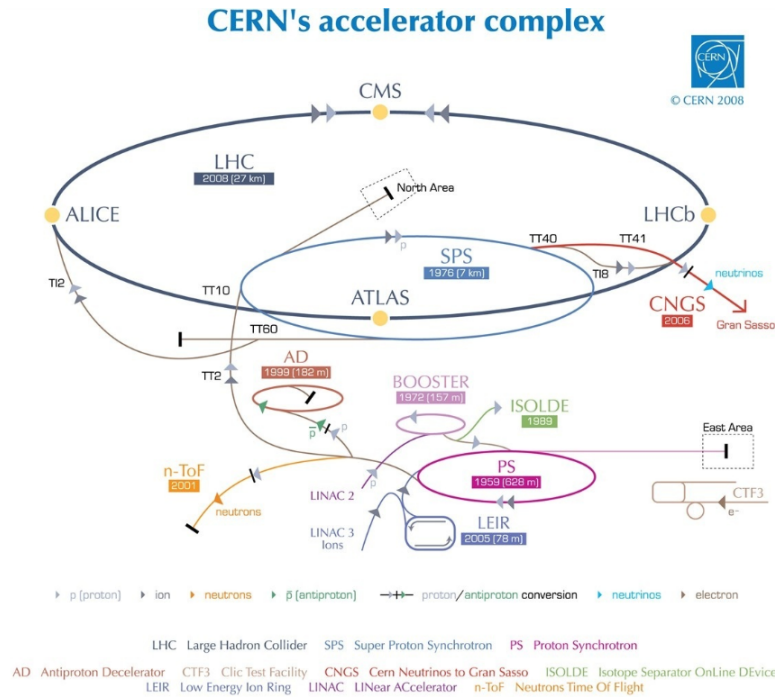 CERN's accelerator complex
CERN
© CERN 2008
CMS
LHC
2008 (27 km)
North Area
ALICE
LHCb
TT40
TT41
p
SPS
1976 (7 km)
TI8
neutrinos
TI2
TT10
ATLAS
CNGS
2006
Gran Sasso
TT60
AD
1999 (182 m)
TT2
BOOSTER
1972 (157 m)
ISOLDE
1989
p̅
p
East Area
n-ToF
2001
PS
1959 (628 m)
p
neutrons
LINAC 2
CTF3
e-
LINAC 3
Ions
LEIR
2005 (78 m)
p (proton) ion neutrons p̅ (antiproton) proton/antiproton conversion neutrinos electron
LHC Large Hadron Collider SPS Super Proton Synchrotron PS Proton Synchrotron
AD Antiproton Decelerator CTF3 Clic Test Facility CNGS Cern Neutrinos to Gran Sasso ISOLDE Isotope Separator OnLine DEvice
LEIR Low Energy Ion Ring LINAC LINear ACcelerator n-ToF Neutrons Time Of Flight